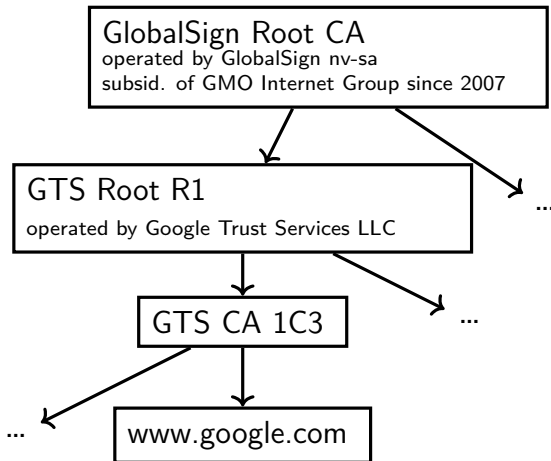 GlobalSign Root CA
operated by GlobalSign nv-sa
subsid. of GMO Internet Group since 2007
GTS Root R1
operated by Google Trust Services LLC
...
GTS CA 1C3
...
...
www.google.com